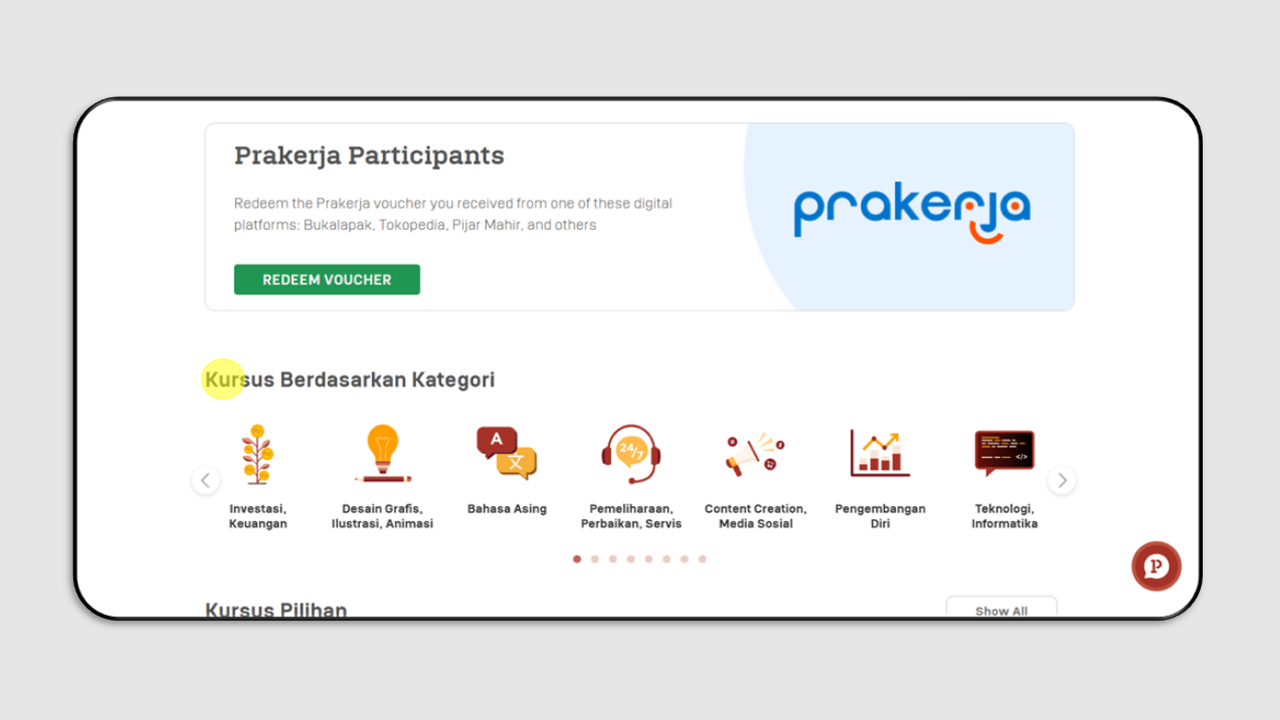 Prakerja Participants
Redeem the Prakerja voucher you received from one of these digital
platforms: Bukalapak, Tokopedia, Pijar Mahir, and others
prakerja
REDEEM VOUCHER
Kursus Berdasarkan Kategori
A
文
24/7
</>
Investasi,
Keuangan
Desain Grafis,
Ilustrasi, Animasi
Bahasa Asing
Pemeliharaan,
Perbaikan, Servis
Content Creation,
Media Sosial
Pengembangan
Diri
Teknologi,
Informatika
P
Kursus Pilihan
Show All